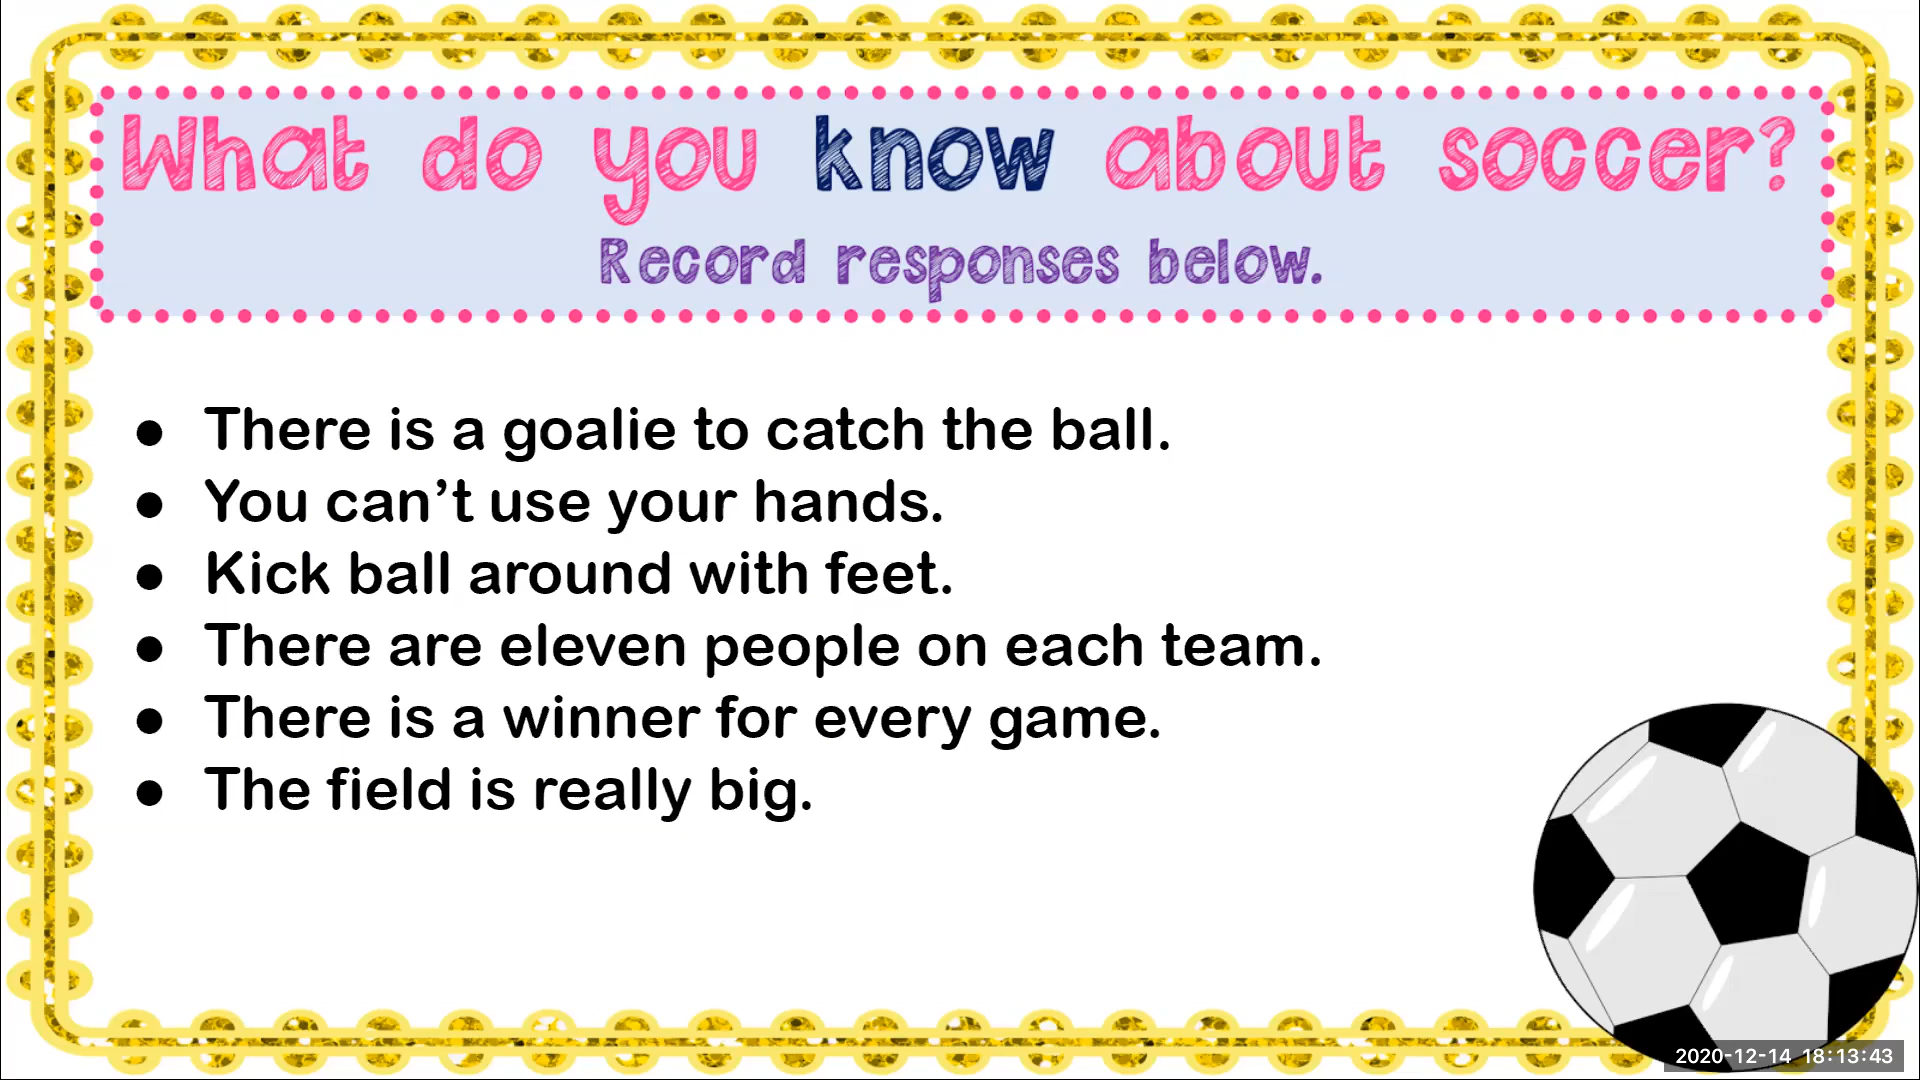 What do you know about soccer?
Record responses below.
● There is a goalie to catch the ball.
● You can’t use your hands.
● Kick ball around with feet.
● There are eleven people on each team.
● There is a winner for every game.
● The field is really big.
2020-12-14 18:13:43